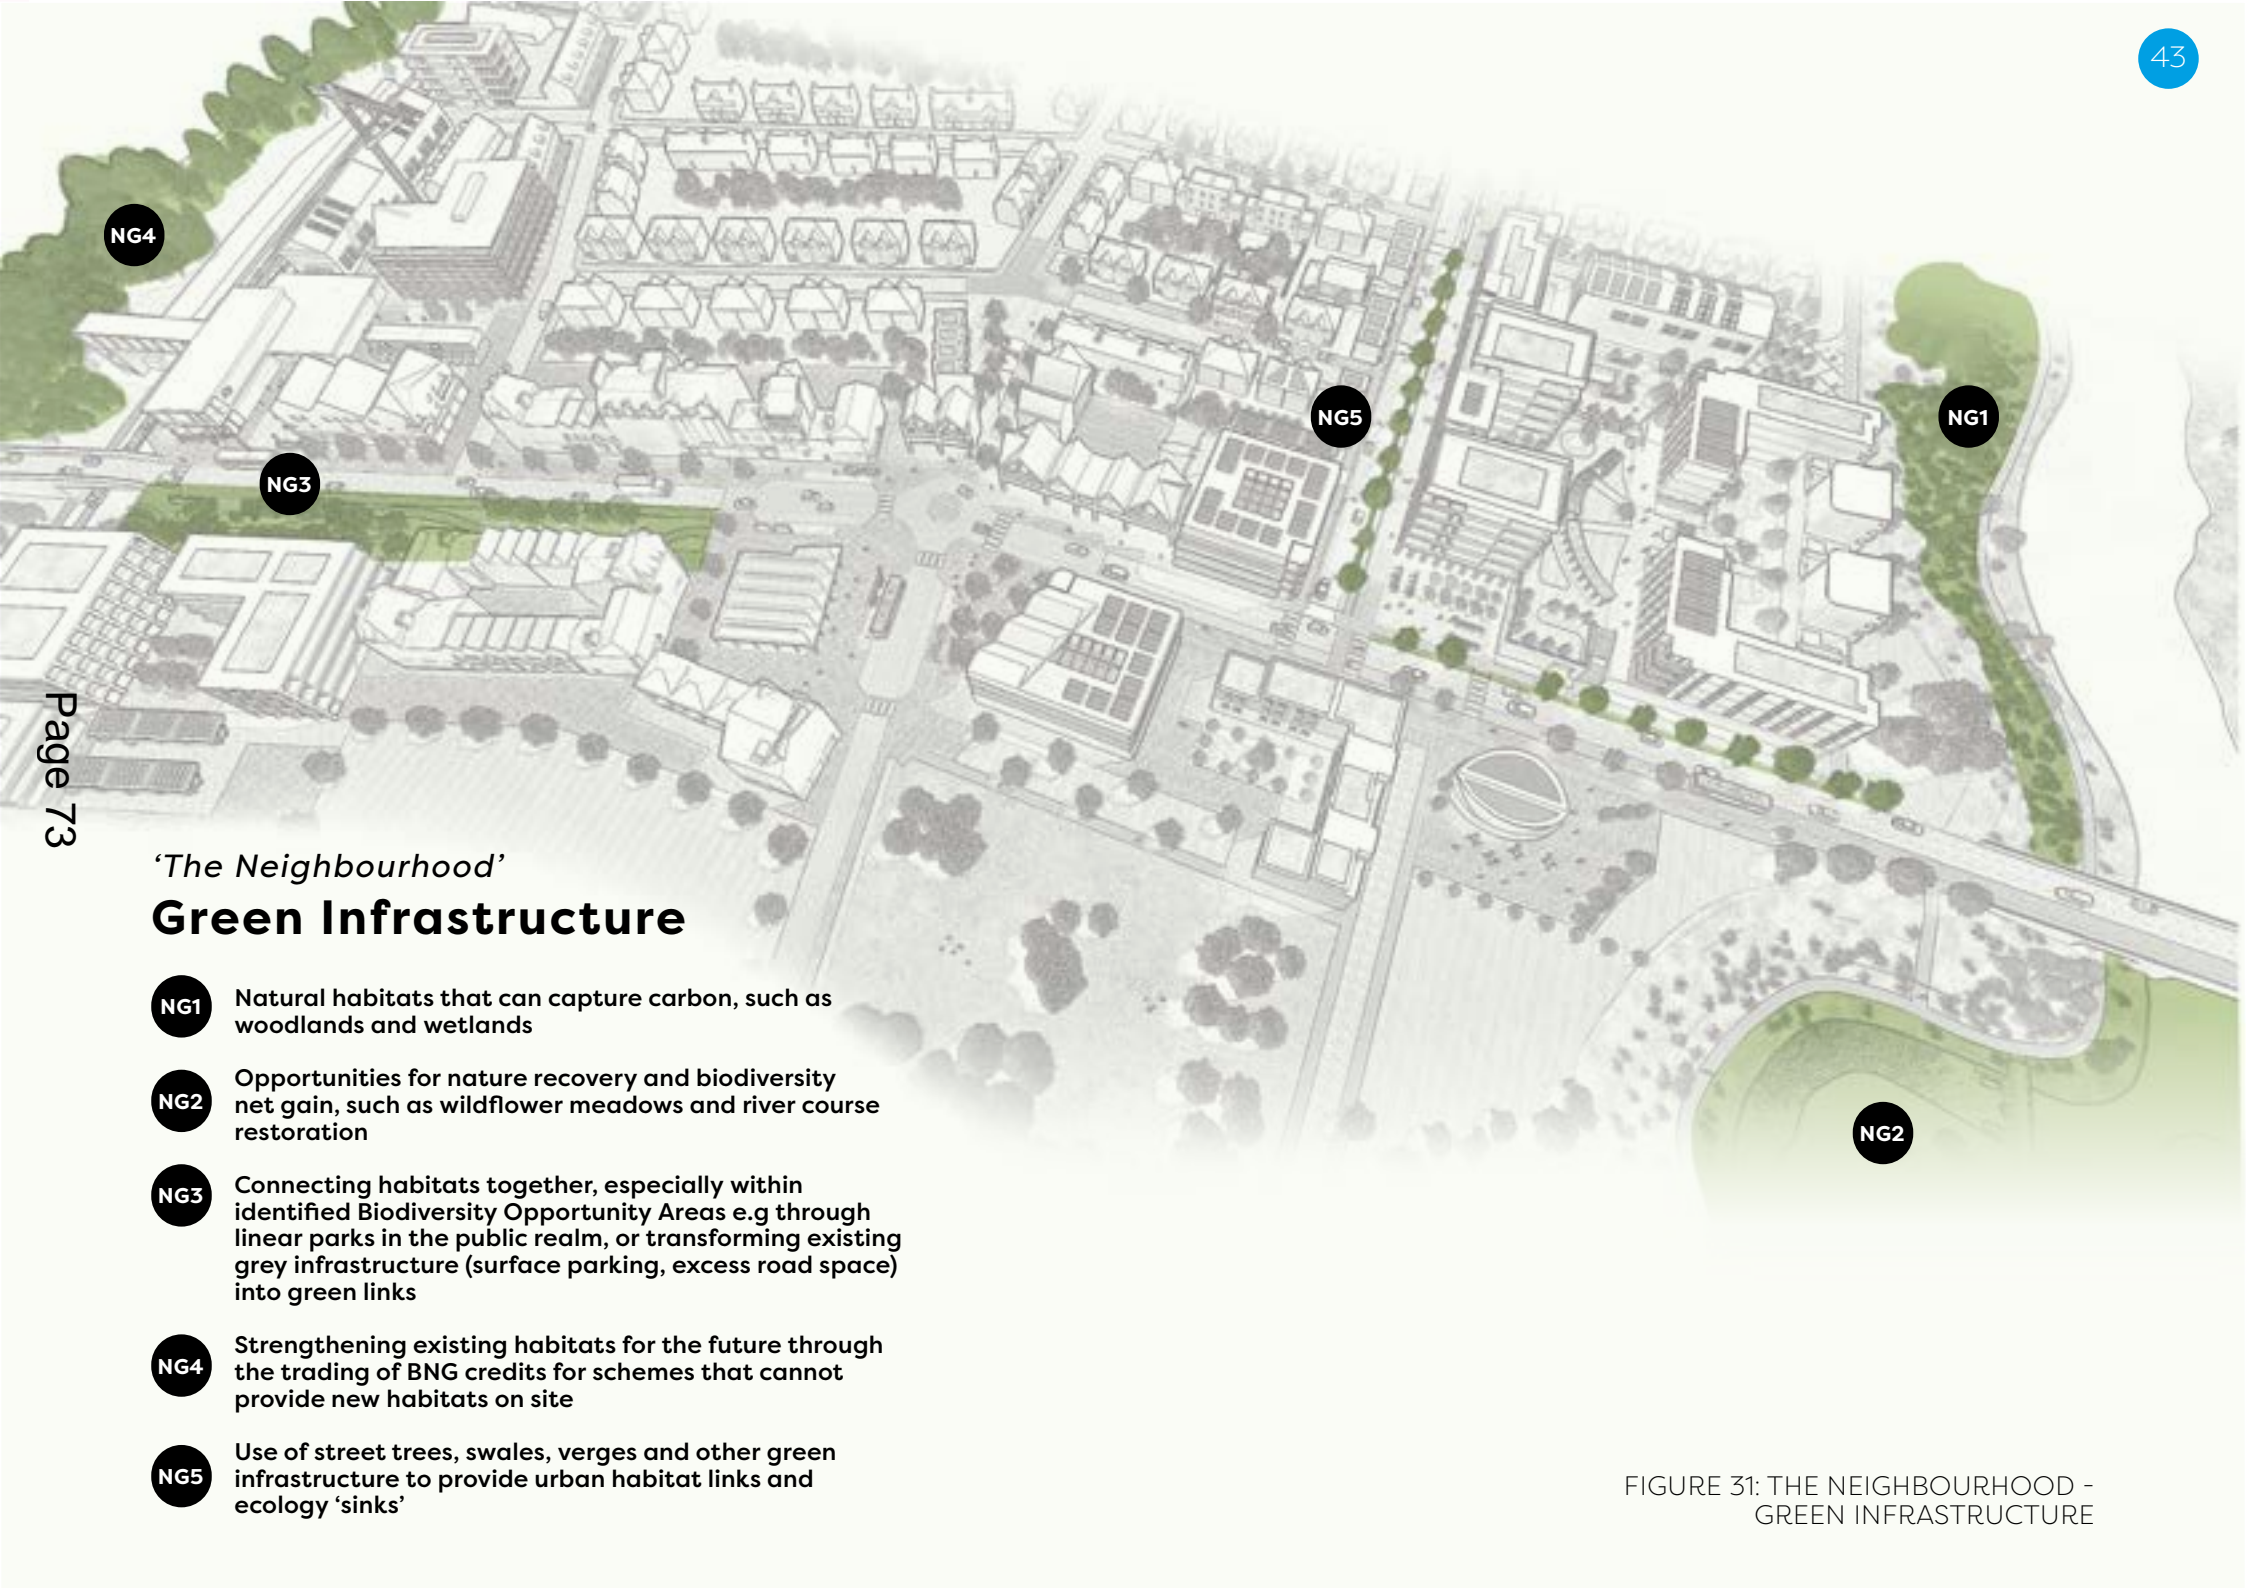 43
NG4
NG5
NG1
NG3
Page 73
‘The Neighbourhood’
Green Infrastructure
NG1
Natural habitats that can capture carbon, such as
woodlands and wetlands
NG2
Opportunities for nature recovery and biodiversity
net gain, such as wildflower meadows and river course
restoration
NG2
NG3
Connecting habitats together, especially within
identified Biodiversity Opportunity Areas e.g through
linear parks in the public realm, or transforming existing
grey infrastructure (surface parking, excess road space)
into green links
NG4
Strengthening existing habitats for the future through
the trading of BNG credits for schemes that cannot
provide new habitats on site
NG5
Use of street trees, swales, verges and other green
infrastructure to provide urban habitat links and
ecology ‘sinks’
FIGURE 31: THE NEIGHBOURHOOD -
GREEN INFRASTRUCTURE